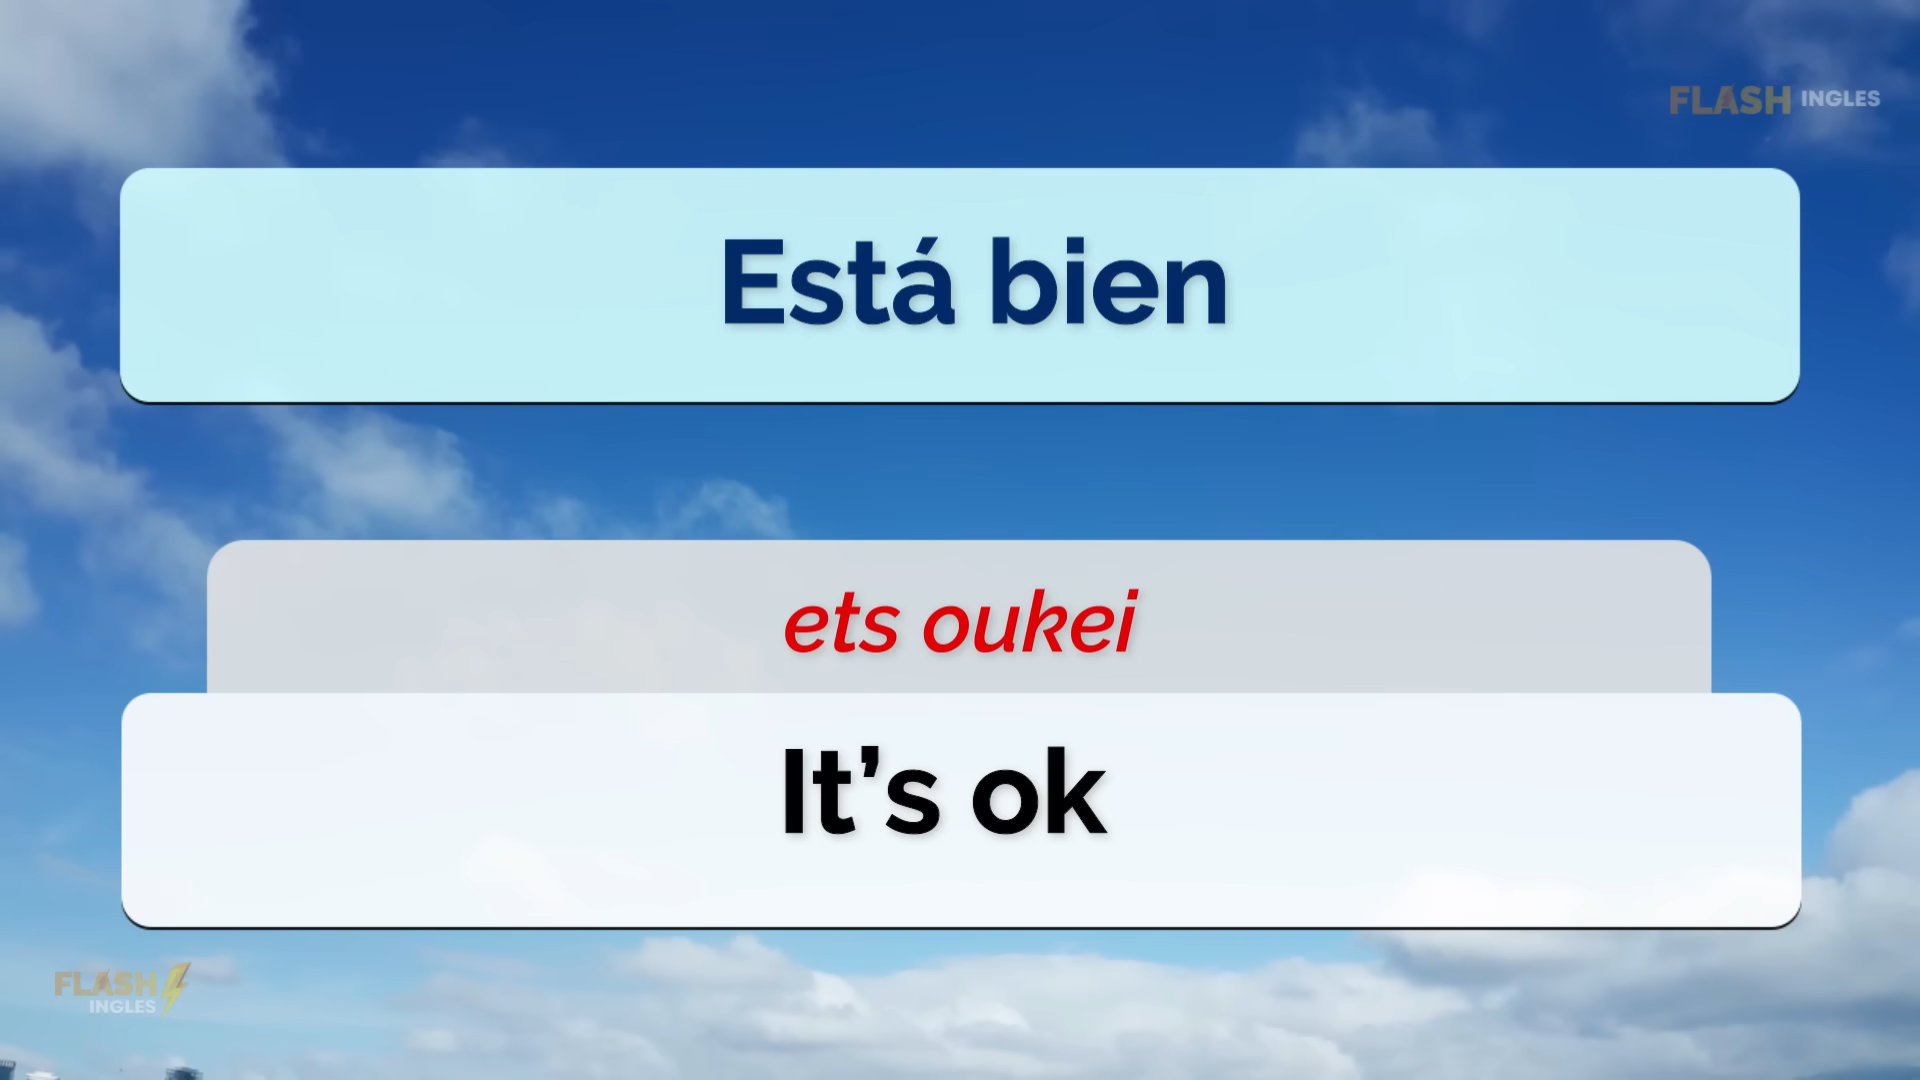 FLASH INGLES
Está bien
ets oukei
It’s ok
FLASH
INGLES